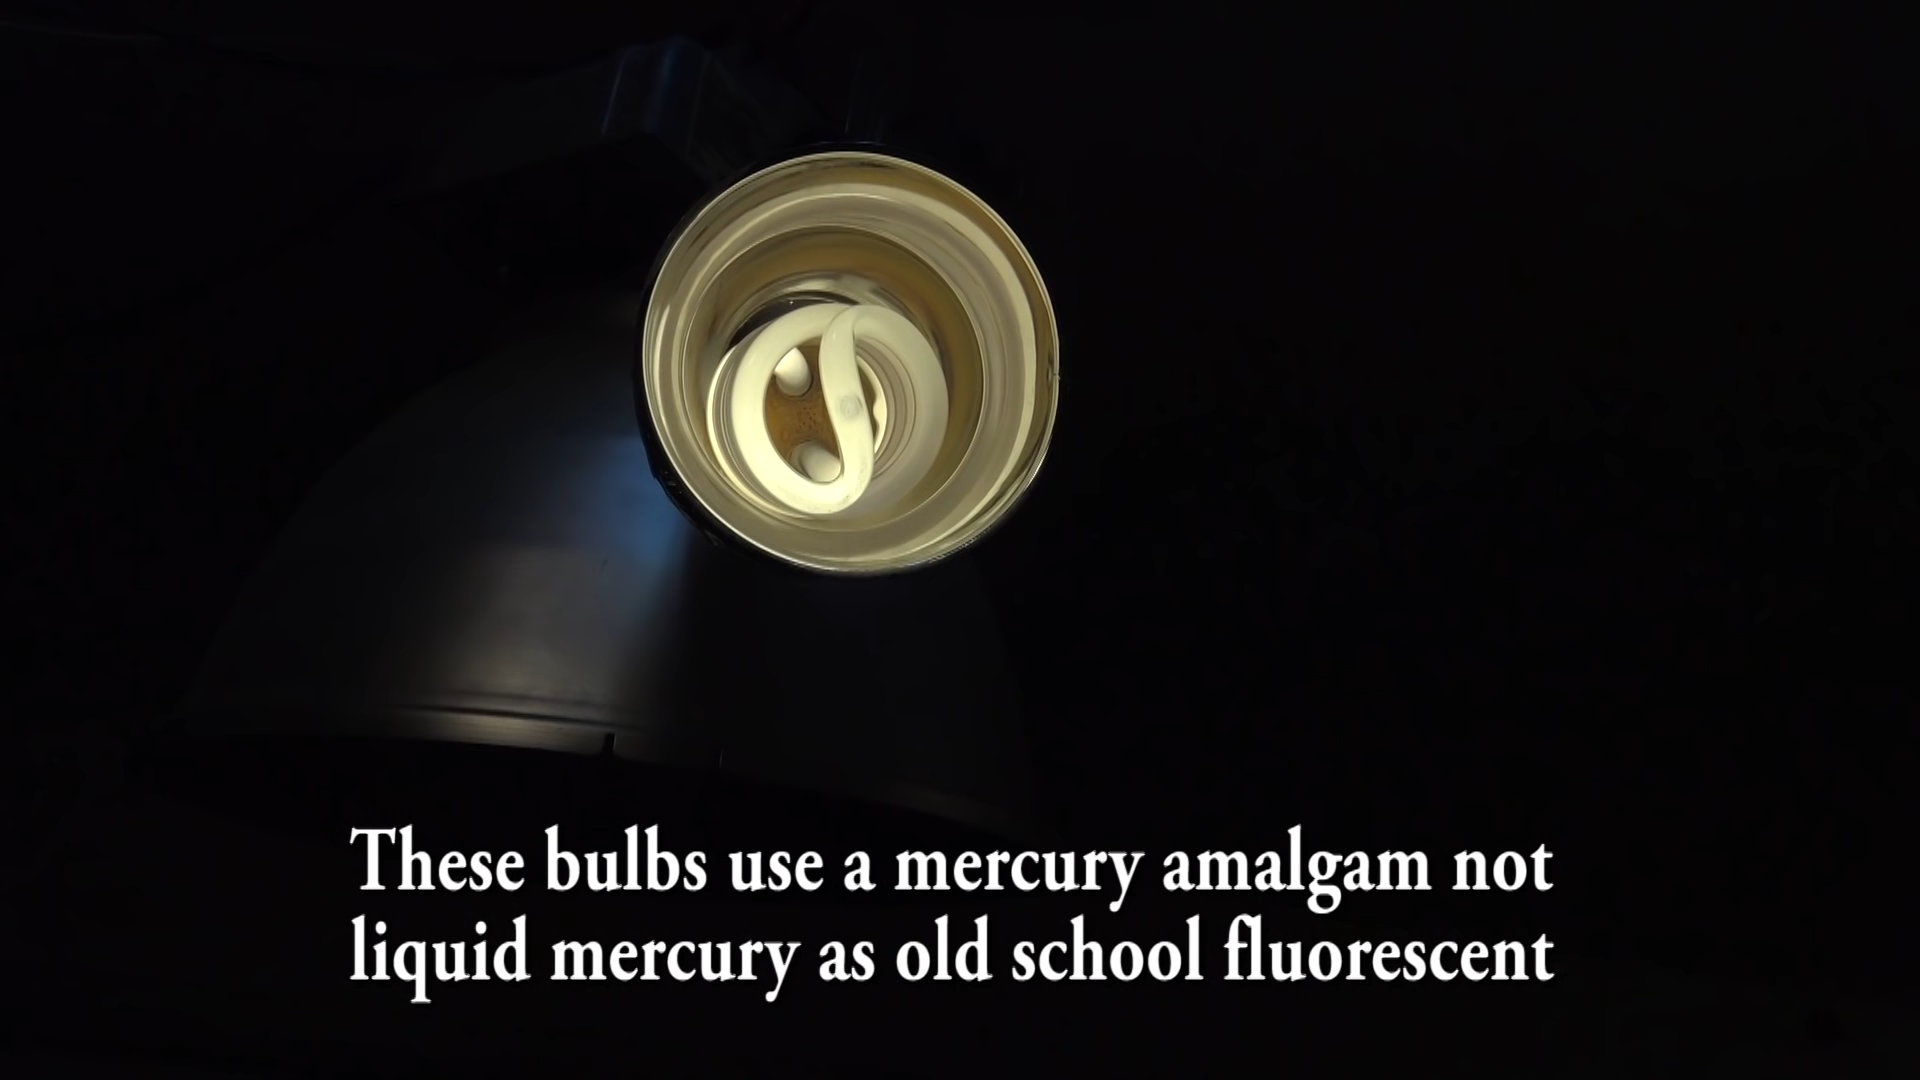 These bulbs use a mercury amalgam not
liquid mercury as old school fluorescent